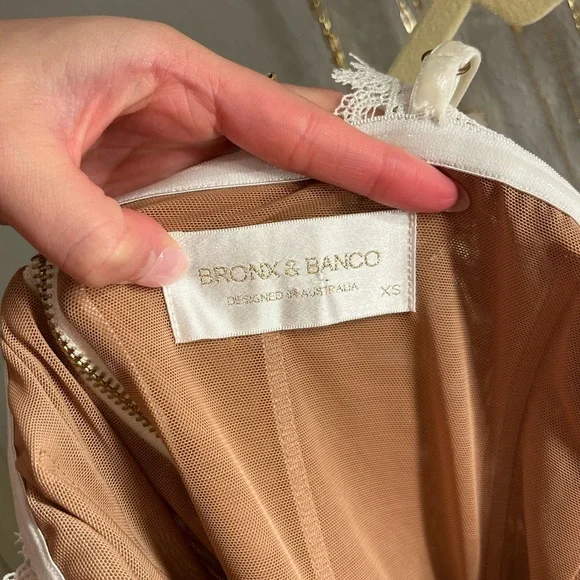 BRONX & BANCO
DESIGNED IN AUSTRALIA XS